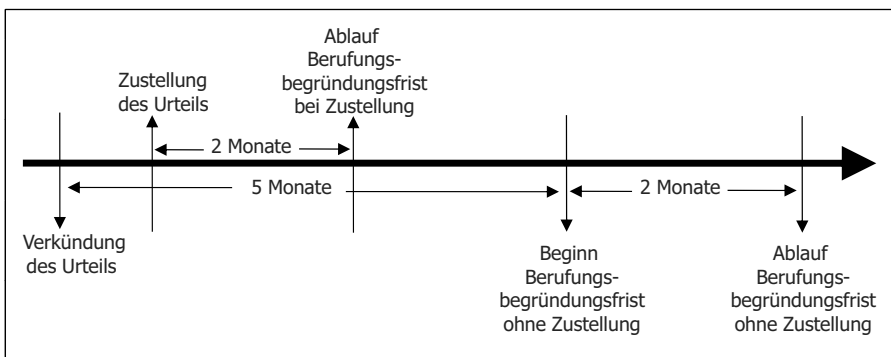 Ablauf
Berufungs-
begründungsfrist
bei Zustellung
Zustellung
des Urteils
2 Monate
5 Monate
2 Monate
Verkündung
des Urteils
Beginn
Berufungs-
begründungsfrist
ohne Zustellung
Ablauf
Berufungs-
begründungsfrist
ohne Zustellung